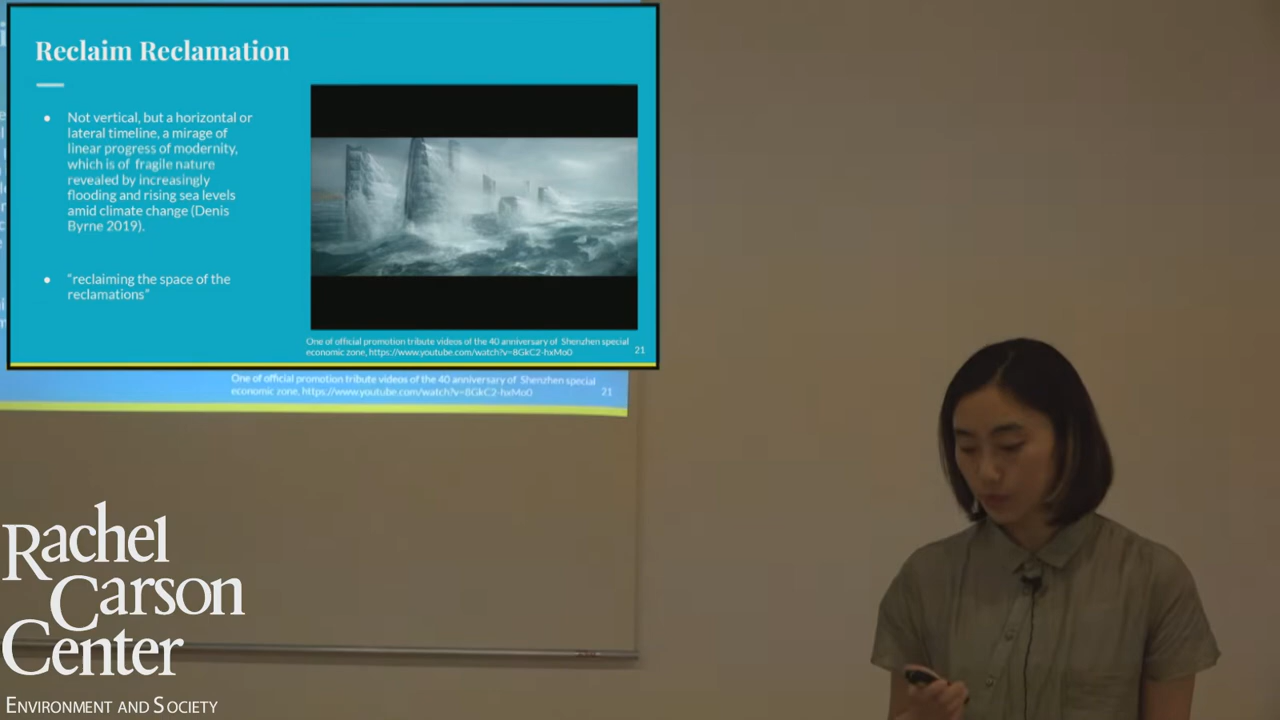 Reclaim Reclamation
● Not vertical, but a horizontal or
lateral timeline, a mirage of
linear progress of modernity,
which is of fragile nature
revealed by increasingly
flooding and rising sea levels
amid climate change (Denis
Byrne 2019).
● “reclaiming the space of the
reclamations”
One of official promotion tribute videos of the 40 anniversary of Shenzhen special
economic zone, https://www.youtube.com/watch?v=8GkC2-hxMo0
21
One of official promotion tribute videos of the 40 anniversary of Shenzhen special
economic zone, https://www.youtube.com/watch?v=8GkC2-hxMo0
21
Rachel
Carson
Center
ENVIRONMENT AND SOCIETY